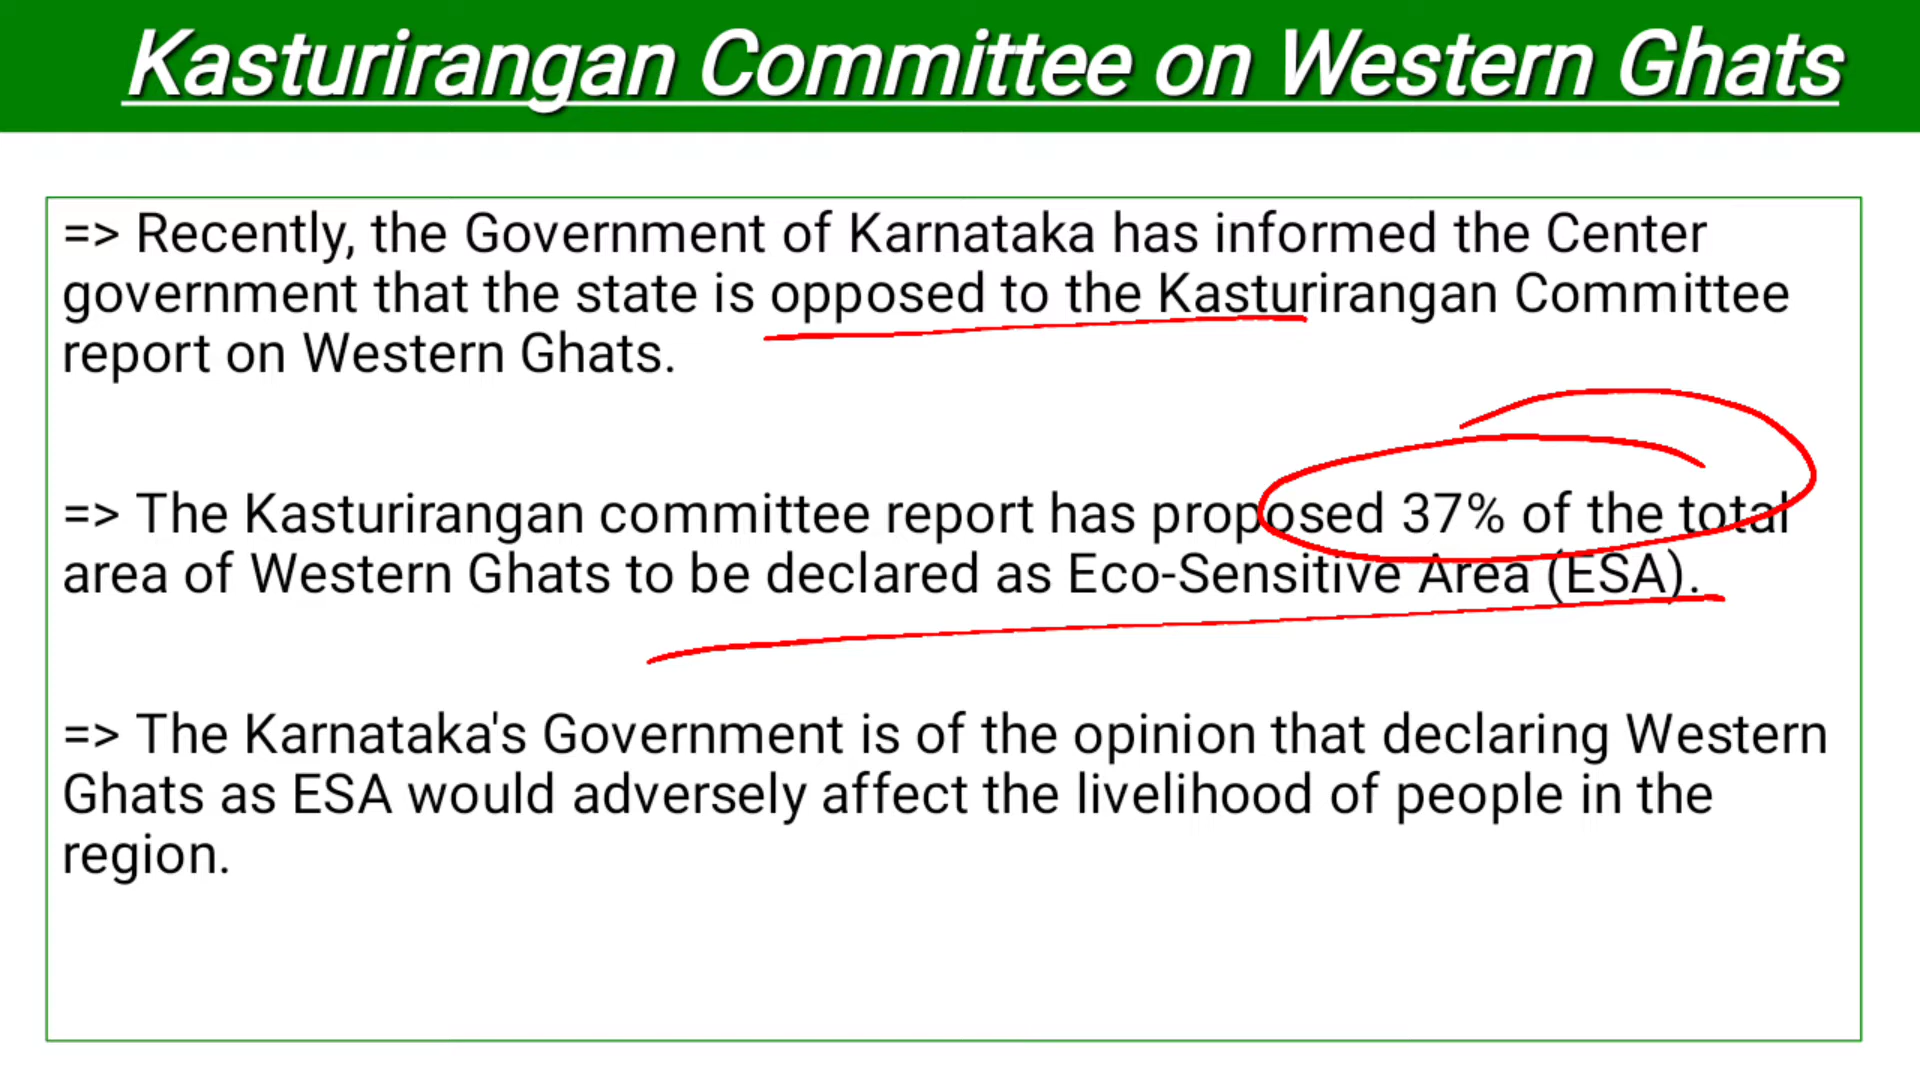 Kasturirangan Committee on Western Ghats
=> Recently, the Government of Karnataka has informed the Center
government that the state is opposed to the Kasturirangan Committee
report on Western Ghats.
=> The Kasturirangan committee report has proposed 37% of the total
area of Western Ghats to be declared as Eco-Sensitive Area (ESA).
=> The Karnataka's Government is of the opinion that declaring Western
Ghats as ESA would adversely affect the livelihood of people in the
region.